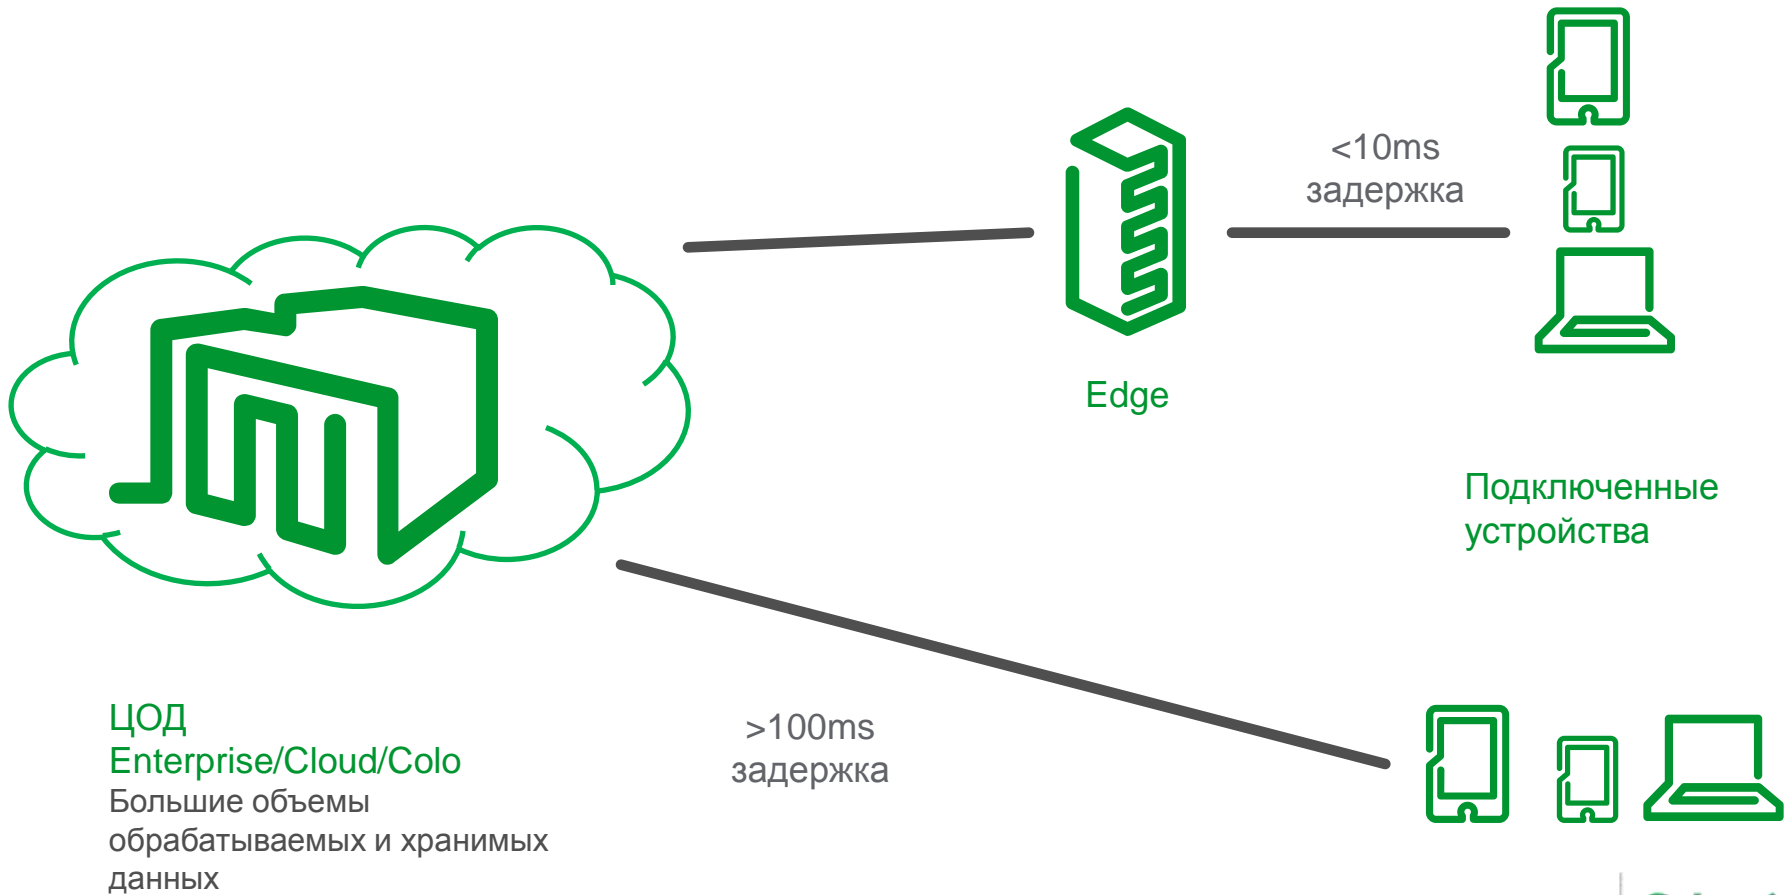 <10ms
задержка
Edge
Подключенные
устройства
ЦОД
Enterprise/Cloud/Colo
Большие объемы
обрабатываемых и хранимых
данных
>100ms
задержка